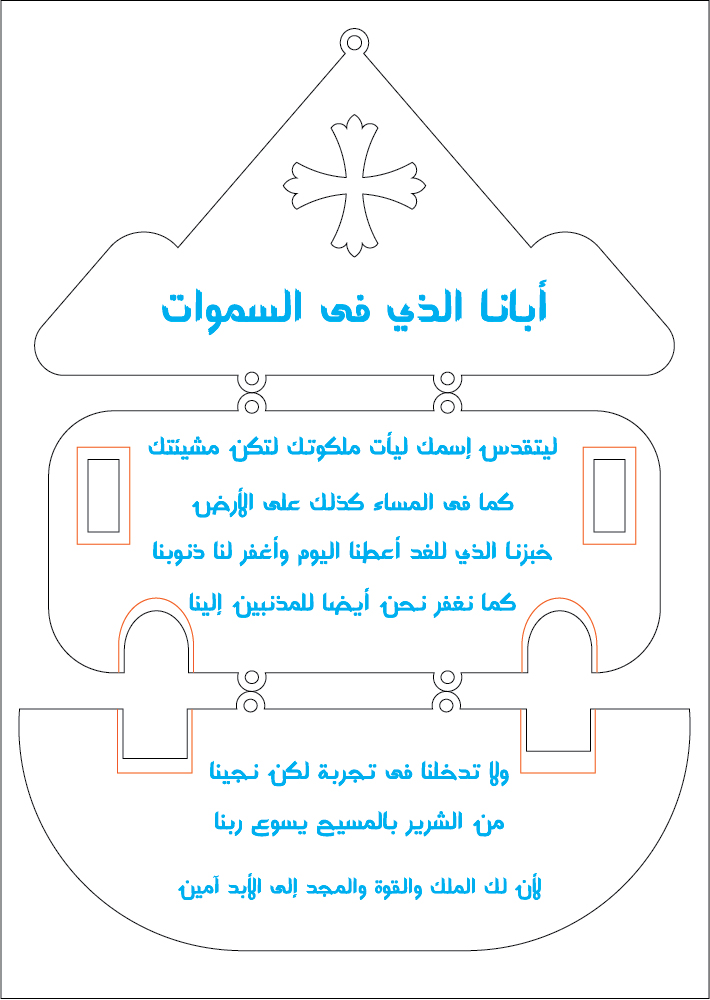 أبانا الذي فى السموات
ليتقدس إسمك ليأت ملكوتك لتكن مشيئتك
كما فى المساء كذلك على الأرض
خبزنا الذي للغد أعطنا اليوم وأغفر لنا ذنوبنا
كما نغفر نحن أيضا للمذنبين إلينا
ولا تدخلنا فى تجربة لكن نجينا
من الشرير بالمسيح يسوع ربنا
لأن لك الملك والقوة والمجد إلى الأبد آمين